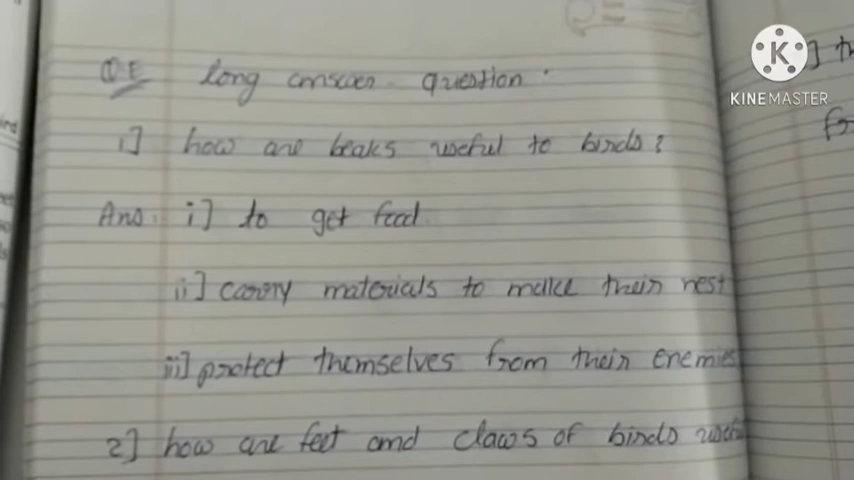 Q.E long answer question.
1] how are beaks useful to birds?
Ans. i] to get food.
ii] carry materials to make their nest
iii] protect themselves from their enemies
2] how are feet and claws of birds
K
KINEMASTER